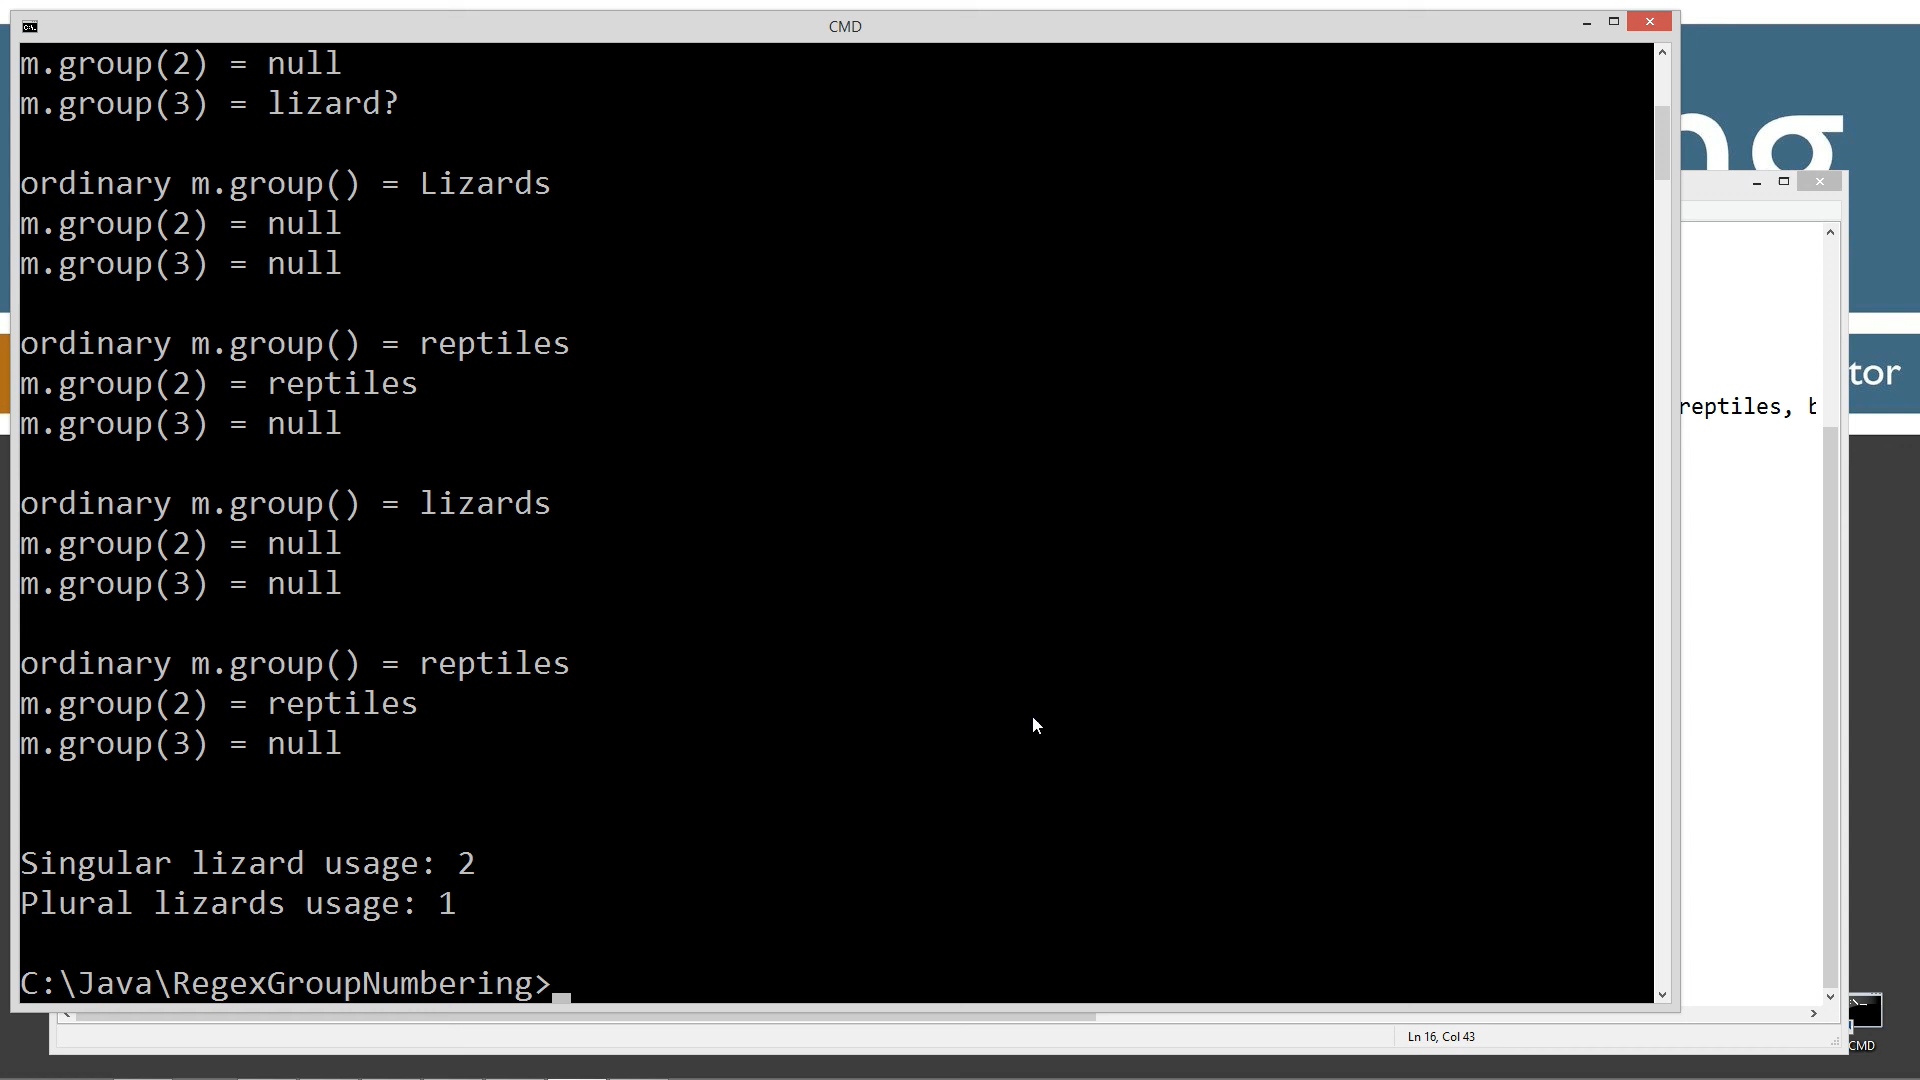 CMD
m.group(2) = null
m.group(3) = lizard?
ordinary m.group() = Lizards
m.group(2) = null
m.group(3) = null
ordinary m.group() = reptiles
m.group(2) = reptiles
m.group(3) = null
ordinary m.group() = lizards
m.group(2) = null
m.group(3) = null
ordinary m.group() = reptiles
m.group(2) = reptiles
m.group(3) = null
Singular lizard usage: 2
Plural lizards usage: 1
C:\Java\RegexGroupNumbering>
ng
tor
reptiles, b
Ln 16, Col 43
CMD